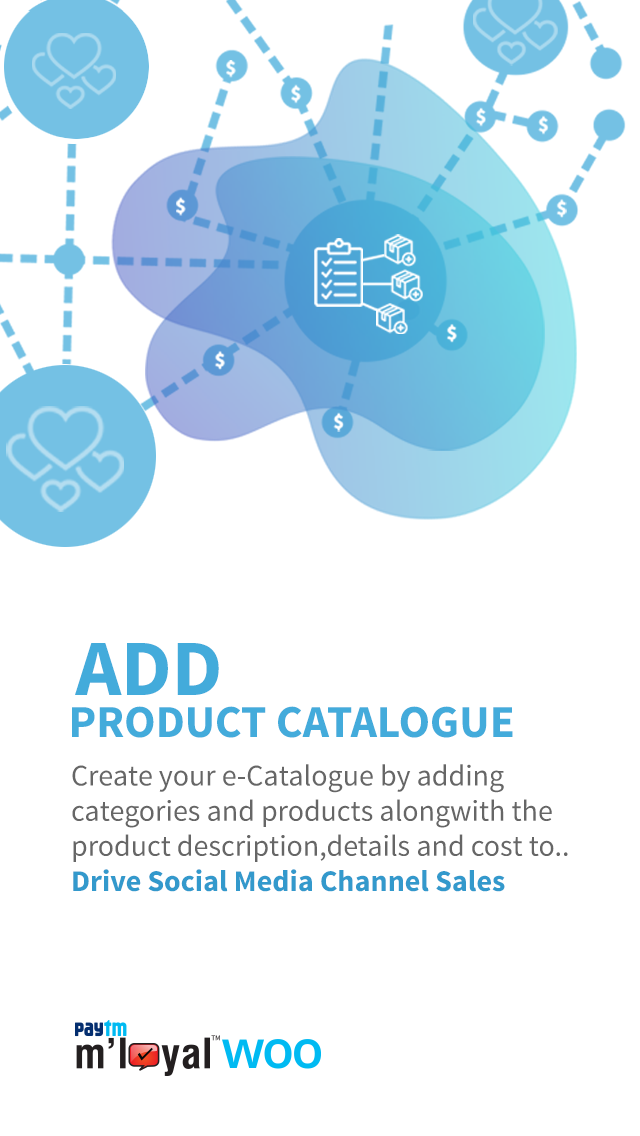 $
$
$
$
$
$
$
$
ADD
PRODUCT CATALOGUE
Create your e-Catalogue by adding
categories and products alongwith the
product description,details and cost to..
Drive Social Media Channel Sales
paytm
m'loyal™ WOO